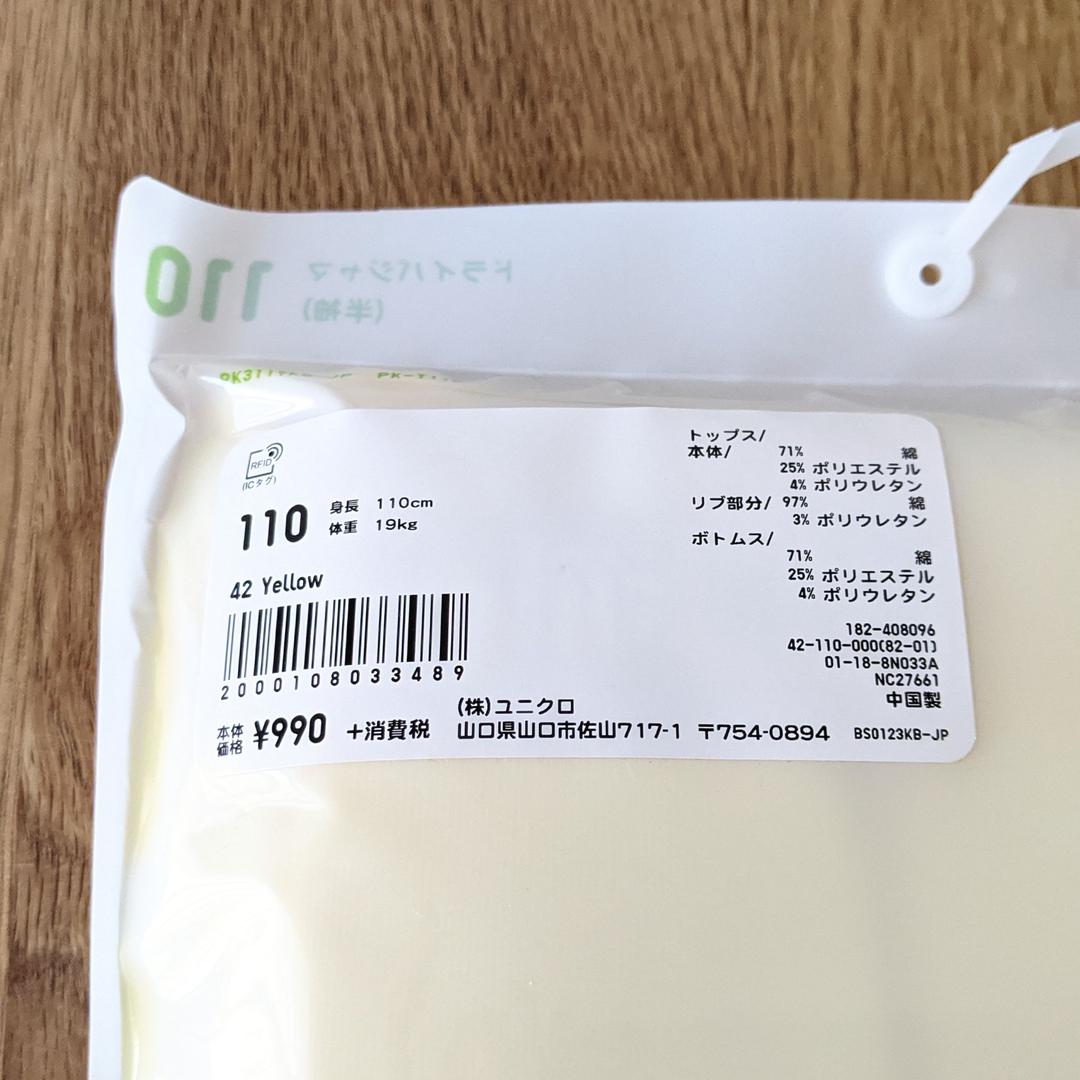 110 ドライパジャマ
(半袖)
RFID
(ICタグ)
110 身長 110cm
体重 19kg
42 Yellow
2000108033489
本体価格 ¥990 +消費税
トップス/
本体/ 71% 綿
25% ポリエステル
4% ポリウレタン
リブ部分/ 97% 綿
3% ポリウレタン
ボトムス/
71% 綿
25% ポリエステル
4% ポリウレタン
182-408096
42-110-000(82-01)
01-18-8N033A
NC27661
中国製
(株)ユニクロ
山口県山口市佐山717-1 〒754-0894 BS0123KB-JP